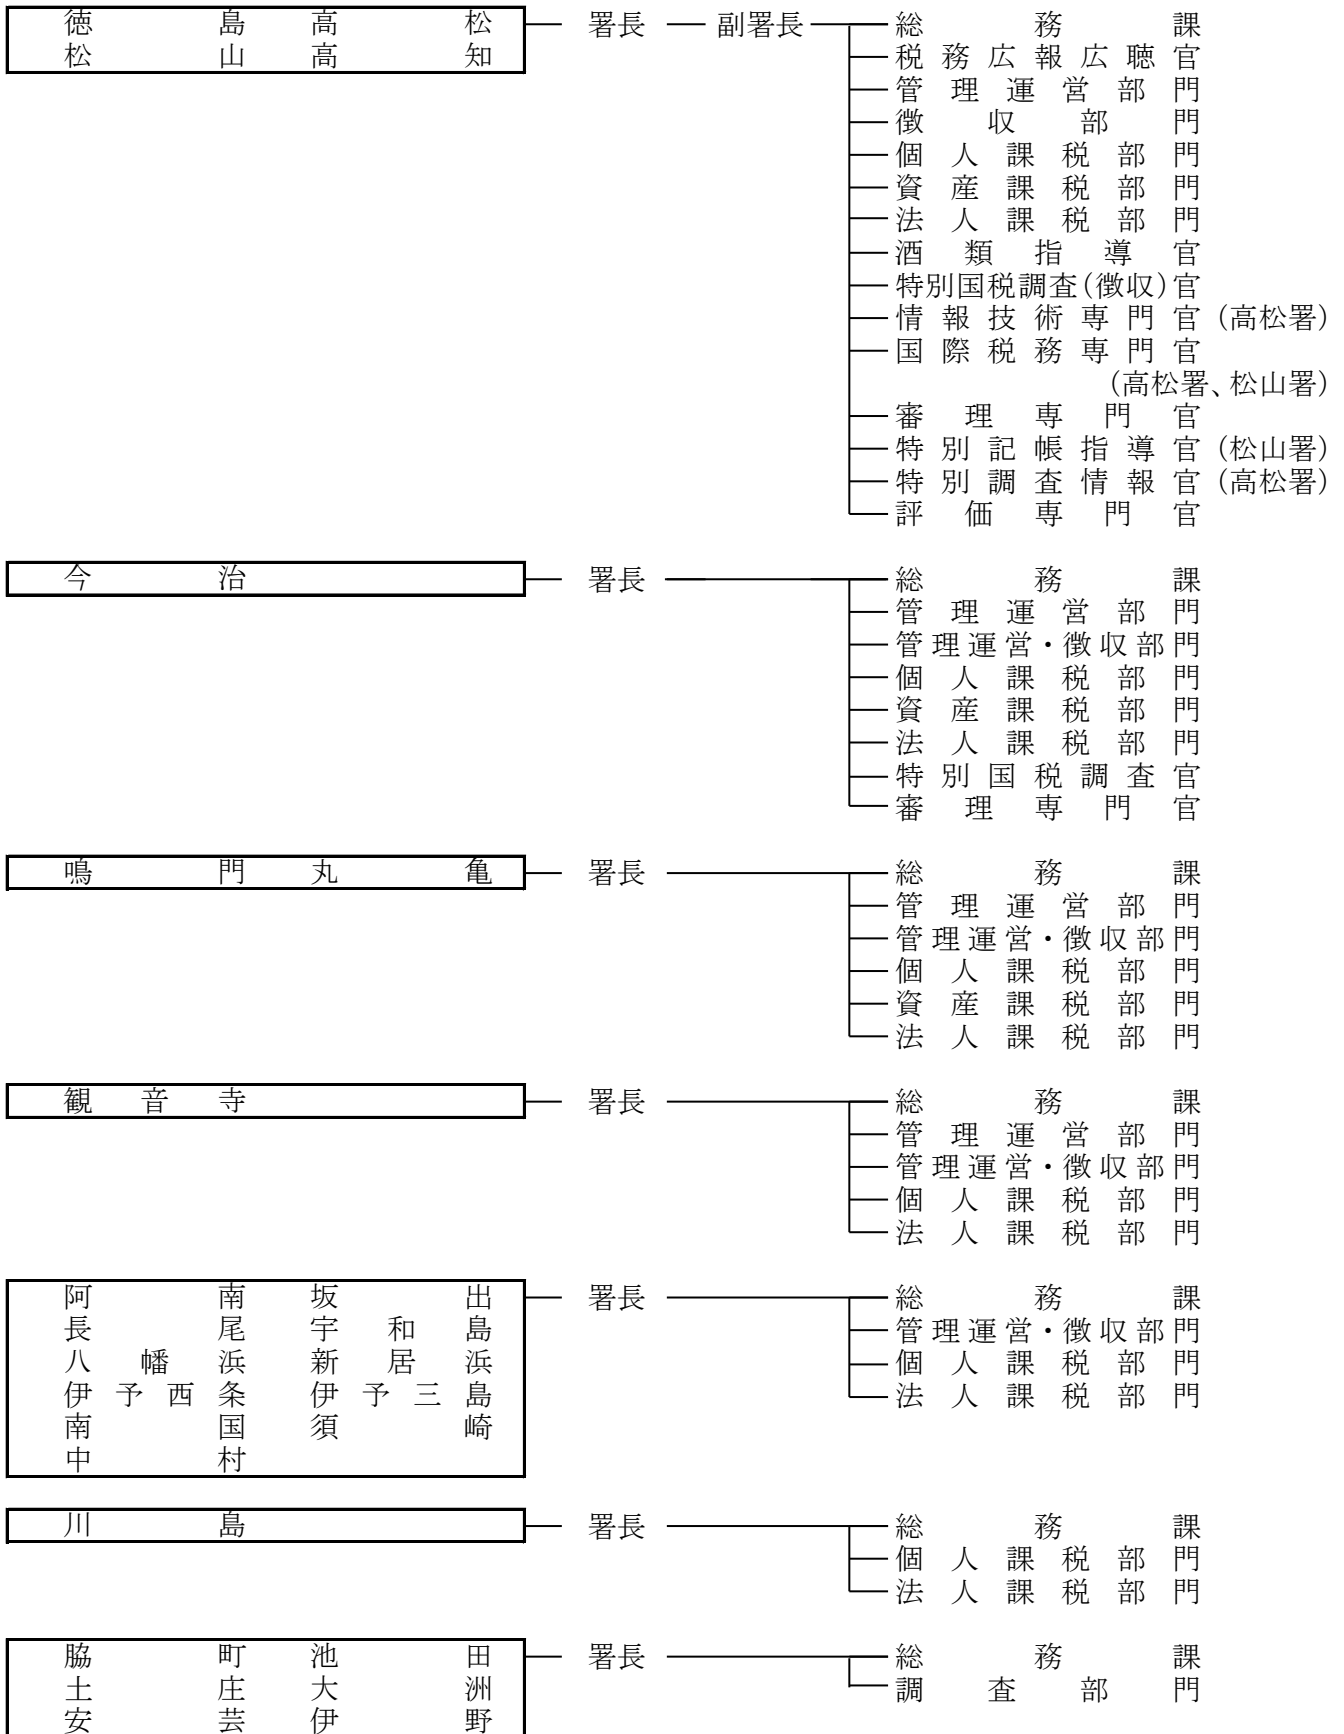 徳島 高松 署長 副署長 総務課
松山 高知 税務広報広聴官
管理運営部門
徴収部門
個人課税部門
資産課税部門
法人課税部門
酒類指導官
特別国税調査(徴収)官
情報技術専門官(高松署)
国際税務専門官
(高松署、松山署)
審理専門官
特別記帳指導官(松山署)
特別調査情報官(高松署)
評価専門官
今治 署長 総務課
管理運営部門
管理運営・徴収部門
個人課税部門
資産課税部門
法人課税部門
特別国税調査官
審理専門官
鳴門 丸亀 署長 総務課
管理運営部門
管理運営・徴収部門
個人課税部門
資産課税部門
法人課税部門
観音寺 署長 総務課
管理運営部門
管理運営・徴収部門
個人課税部門
法人課税部門
阿南 坂出 署長 総務課
長尾 宇和島 管理運営・徴収部門
八幡浜 新居浜 個人課税部門
伊予西条 伊予三島 法人課税部門
南国 須崎
中村
川島 署長 総務課
個人課税部門
法人課税部門
脇町 池田 署長 総務課
土庄 大洲 調査部門
安芸 伊野